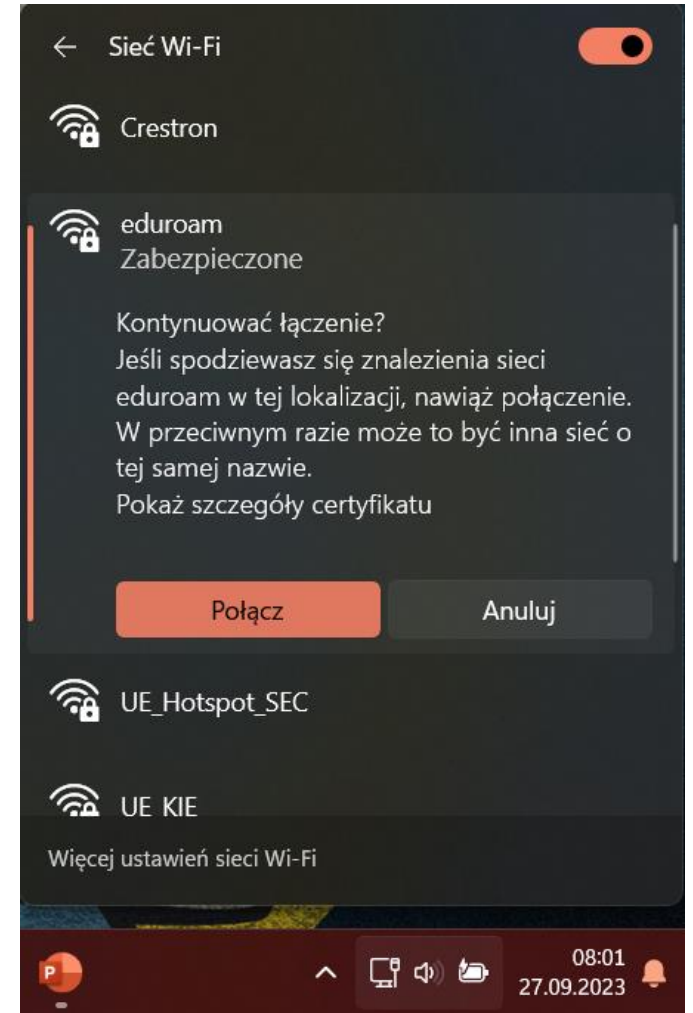 Sieć Wi-Fi
Crestron
eduroam
Zabezpieczone
Kontynuować łączenie?
Jeśli spodziewasz się znalezienia sieci
eduroam w tej lokalizacji, nawiąż połączenie.
W przeciwnym razie może to być inna sieć o
tej samej nazwie.
Pokaż szczegóły certyfikatu
Połącz
Anuluj
UE_Hotspot_SEC
UE_KIE
Więcej ustawień sieci Wi-Fi
P
08:01
27.09.2023